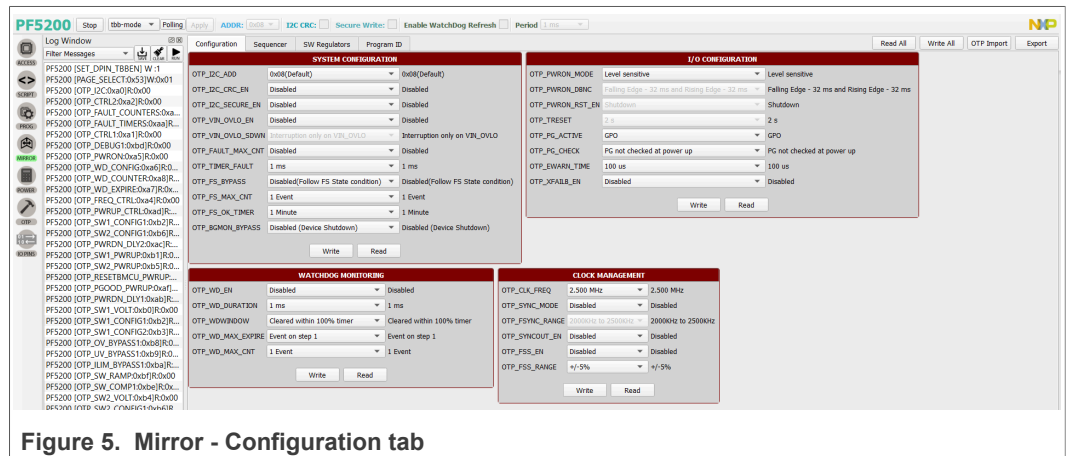 PF5200 Stop tbb-mode Polling Apply ADDR: 0x08 I2C CRC: Secure Write: Enable WatchDog Refresh Period 1 ms NXP
Log Window
Filter Messages SAVE CLEAR RUN
ACCESS
SCRIPT
PROG
MIRROR
POWER
OTP
IO PINS
PF5200 [SET_DPIN_TBBEN] W :1
PF5200 [PAGE_SELECT:0x53]W:0x01
PF5200 [OTP_I2C:0xa0]R:0x00
PF5200 [OTP_CTRL2:0xa2]R:0x00
PF5200 [OTP_FAULT_COUNTERS:0xa...
PF5200 [OTP_FAULT_TIMERS:0xaa]R...
PF5200 [OTP_CTRL1:0xa1]R:0x00
PF5200 [OTP_DEBUG1:0xbd]R:0x00
PF5200 [OTP_PWRON:0xa5]R:0x00
PF5200 [OTP_WD_CONFIG:0xa6]R:0...
PF5200 [OTP_WD_COUNTER:0xa8]R...
PF5200 [OTP_WD_EXPIRE:0xa7]R:0x...
PF5200 [OTP_FREQ_CTRL:0xa4]R:0x00
PF5200 [OTP_PWRUP_CTRL:0xad]R:...
PF5200 [OTP_SW1_CONFIG1:0xb2]R...
PF5200 [OTP_SW2_CONFIG1:0xb6]R...
PF5200 [OTP_PWRDN_DLY2:0xac]R:...
PF5200 [OTP_SW1_PWRUP:0xb1]R:0...
PF5200 [OTP_SW2_PWRUP:0xb5]R:0...
PF5200 [OTP_RESETBMCU_PWRUP:...
PF5200 [OTP_PGOOD_PWRUP:0xaf]...
PF5200 [OTP_PWRDN_DLY1:0xab]R:...
PF5200 [OTP_SW1_VOLT:0xb0]R:0x00
PF5200 [OTP_SW1_CONFIG1:0xb2]R...
PF5200 [OTP_SW1_CONFIG2:0xb3]R...
PF5200 [OTP_OV_BYPASS1:0xb8]R:0...
PF5200 [OTP_UV_BYPASS1:0xb9]R:0...
PF5200 [OTP_ILIM_BYPASS1:0xba]R:...
PF5200 [OTP_SW_RAMP:0xbf]R:0x00
PF5200 [OTP_SW_COMP1:0xbe]R:0x...
PF5200 [OTP_SW2_VOLT:0xb4]R:0x00
PF5200 [OTP_SW2_CONFIG1:0xb6]R...
Configuration Sequencer SW Regulators Program ID Read All Write All OTP Import Export
SYSTEM CONFIGURATION
OTP_I2C_ADD 0x08(Default) 0x08(Default)
OTP_I2C_CRC_EN Disabled Disabled
OTP_I2C_SECURE_EN Disabled Disabled
OTP_VIN_OVLO_EN Disabled Disabled
OTP_VIN_OVLO_SDWN Interruption only on VIN_OVLO Interruption only on VIN_OVLO
OTP_FAULT_MAX_CNT Disabled Disabled
OTP_TIMER_FAULT 1 ms 1 ms
OTP_FS_BYPASS Disabled(Follow FS State condition) Disabled(Follow FS State condition)
OTP_FS_MAX_CNT 1 Event 1 Event
OTP_FS_OK_TIMER 1 Minute 1 Minute
OTP_BGMON_BYPASS Disabled (Device Shutdown) Disabled (Device Shutdown)
Write Read
I/O CONFIGURATION
OTP_PWRON_MODE Level sensitive Level sensitive
OTP_PWRON_DBNC Falling Edge - 32 ms and Rising Edge - 32 ms Falling Edge - 32 ms and Rising Edge - 32 ms
OTP_PWRON_RST_EN Shutdown Shutdown
OTP_TRESET 2 s 2 s
OTP_PG_ACTIVE GPO GPO
OTP_PG_CHECK PG not checked at power up PG not checked at power up
OTP_EWARN_TIME 100 us 100 us
OTP_XFAILB_EN Disabled Disabled
Write Read
WATCHDOG MONITORING
OTP_WD_EN Disabled Disabled
OTP_WD_DURATION 1 ms 1 ms
OTP_WDWINDOW Cleared within 100% timer Cleared within 100% timer
OTP_WD_MAX_EXPIRE Event on step 1 Event on step 1
OTP_WD_MAX_CNT 1 Event 1 Event
Write Read
CLOCK MANAGEMENT
OTP_CLK_FREQ 2.500 MHz 2.500 MHz
OTP_SYNC_MODE Disabled Disabled
OTP_FSYNC_RANGE 2000KHz to 2500KHz 2000KHz to 2500KHz
OTP_SYNCOUT_EN Disabled Disabled
OTP_FSS_EN Disabled Disabled
OTP_FSS_RANGE +/-5% +/-5%
Write Read
Figure 5. Mirror - Configuration tab